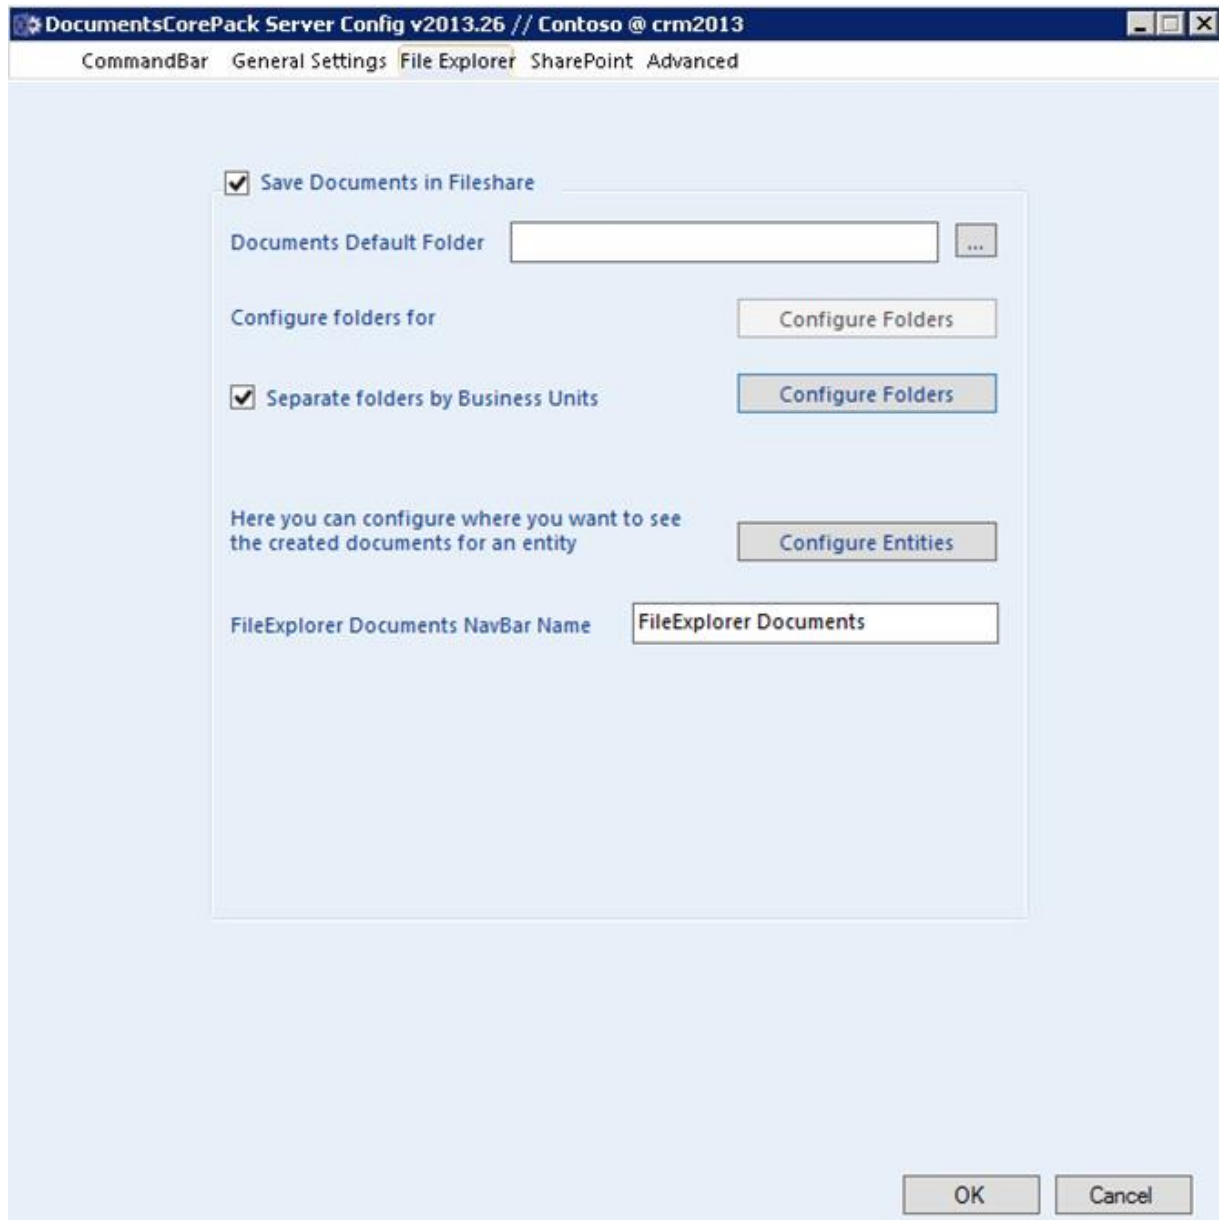 DocumentsCorePack Server Config v2013.26 // Contoso @ crm2013
CommandBar General Settings File Explorer SharePoint Advanced
Save Documents in Fileshare
Documents Default Folder ...
Configure folders for Configure Folders
Separate folders by Business Units Configure Folders
Here you can configure where you want to see
the created documents for an entity Configure Entities
FileExplorer Documents NavBar Name FileExplorer Documents
OK Cancel